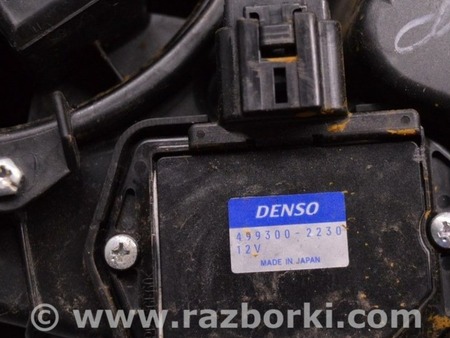 DENSO
499300-2230
12V
MADE IN JAPAN
© www.razborki.com